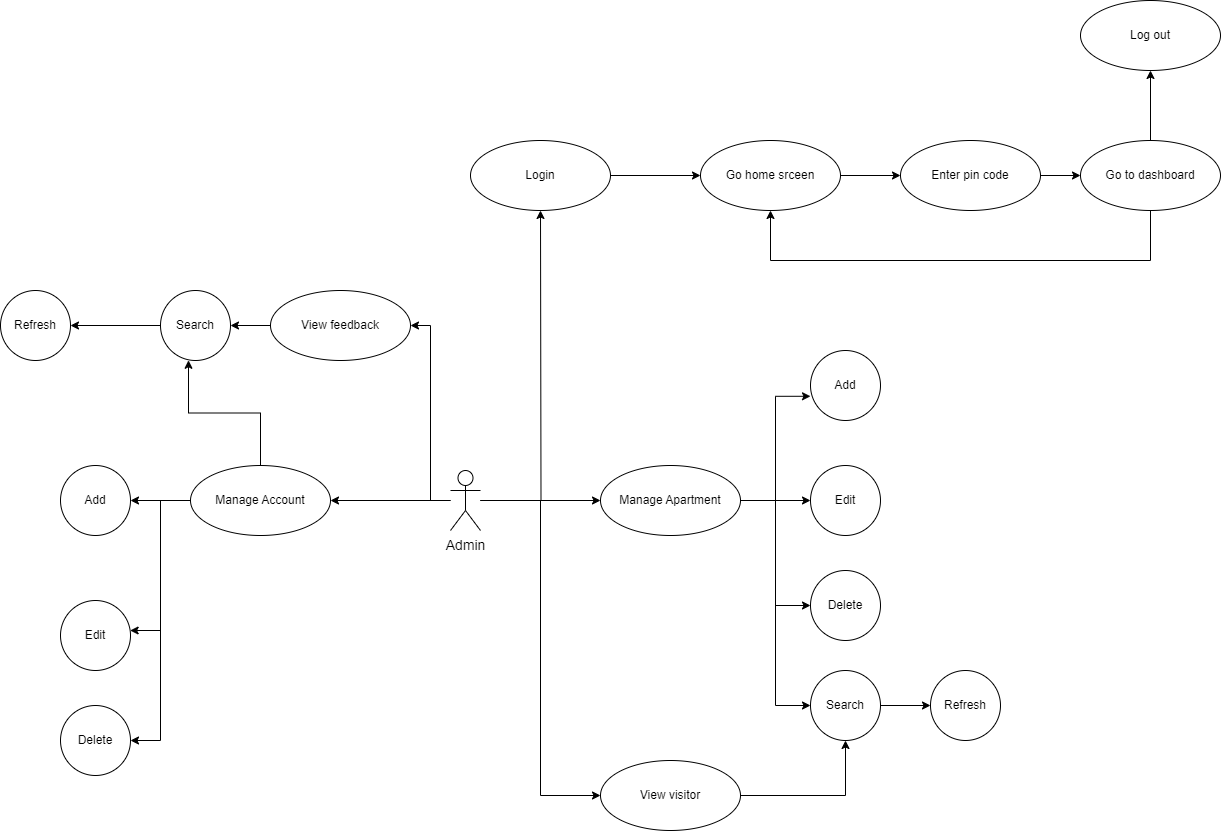 Log out
Login
Go home srceen
Enter pin code
Go to dashboard
Refresh
Search
View feedback
Add
Add
Manage Account
Admin
Manage Apartment
Edit
Edit
Delete
Search
Refresh
Delete
View visitor